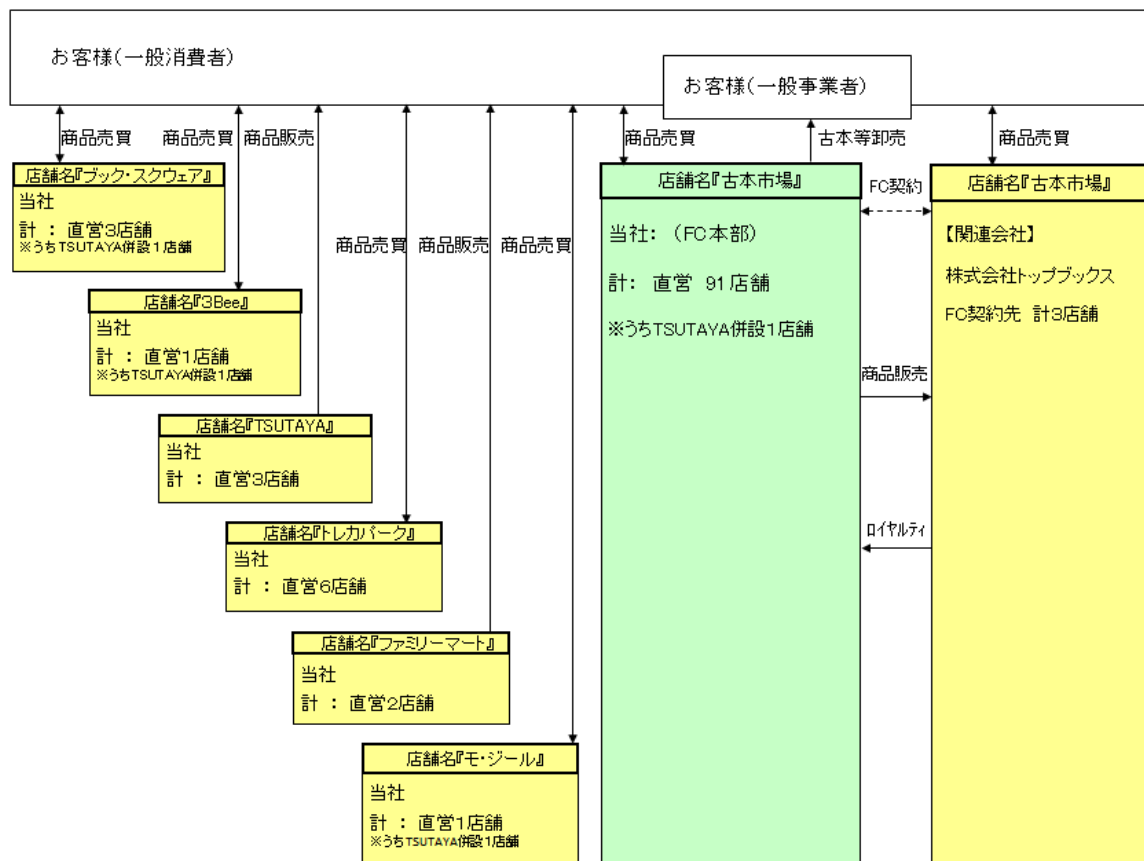 お客様(一般消費者)
お客様(一般事業者)
商品売買
商品売買
商品販売
商品売買
古本等卸売
商品売買
店舗名『ブック・スクウェア』
当社
計 : 直営3店舗
※うちTSUTAYA併設1店舗
商品売買
商品販売
商品売買
店舗名『3Bee』
当社
計 : 直営1店舗
※うちTSUTAYA併設1店舗
店舗名『TSUTAYA』
当社
計 : 直営3店舗
店舗名『トレカパーク』
当社
計 : 直営6店舗
店舗名『ファミリーマート』
当社
計 : 直営2店舗
店舗名『モ・ジール』
当社
計 : 直営1店舗
※うちTSUTAYA併設1店舗
店舗名『古本市場』
当社: (FC本部)
計: 直営 91店舗
※うちTSUTAYA併設1店舗
FC契約
商品販売
ロイヤルティ
店舗名『古本市場』
【関連会社】
株式会社トップブックス
FC契約先 計3店舗